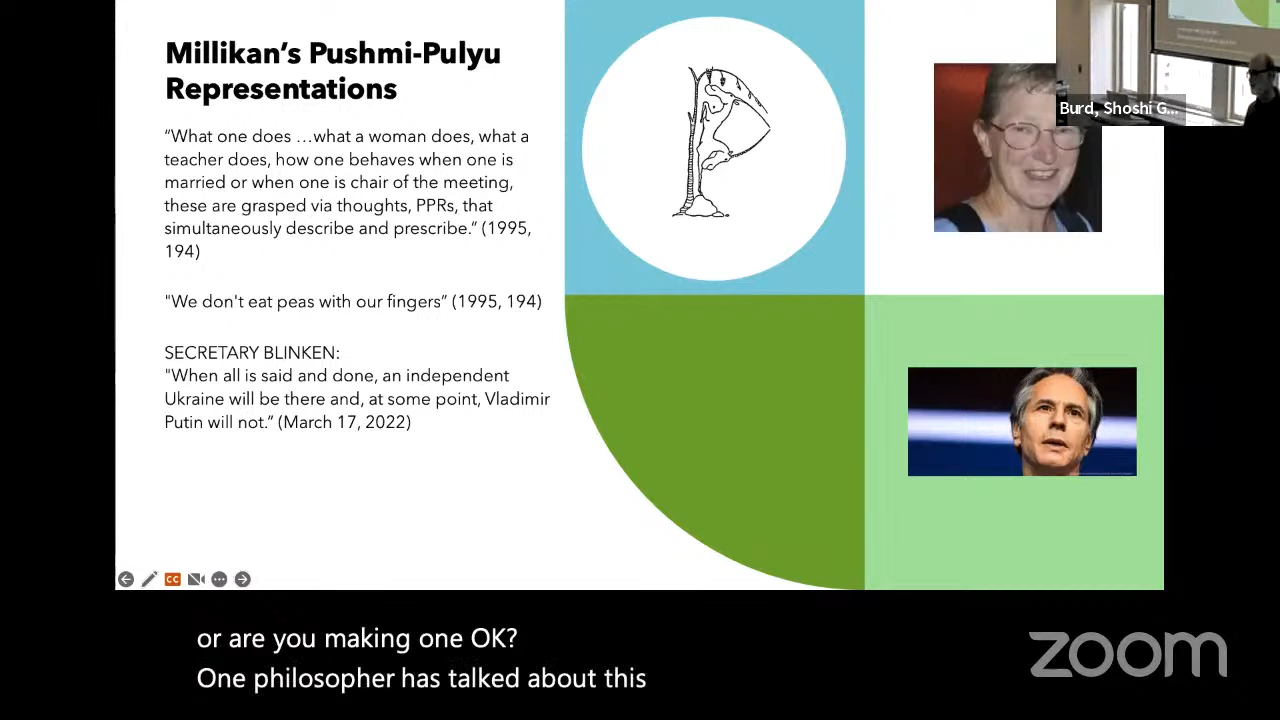 Millikan's Pushmi-Pulyu
Representations
"What one does …what a woman does, what a
teacher does, how one behaves when one is
married or when one is chair of the meeting,
these are grasped via thoughts, PPRs, that
simultaneously describe and prescribe." (1995,
194)
"We don't eat peas with our fingers" (1995, 194)
SECRETARY BLINKEN:
"When all is said and done, an independent
Ukraine will be there and, at some point, Vladimir
Putin will not." (March 17, 2022)
Burd, Shoshi G...
CC
or are you making one OK?
One philosopher has talked about this
zoom